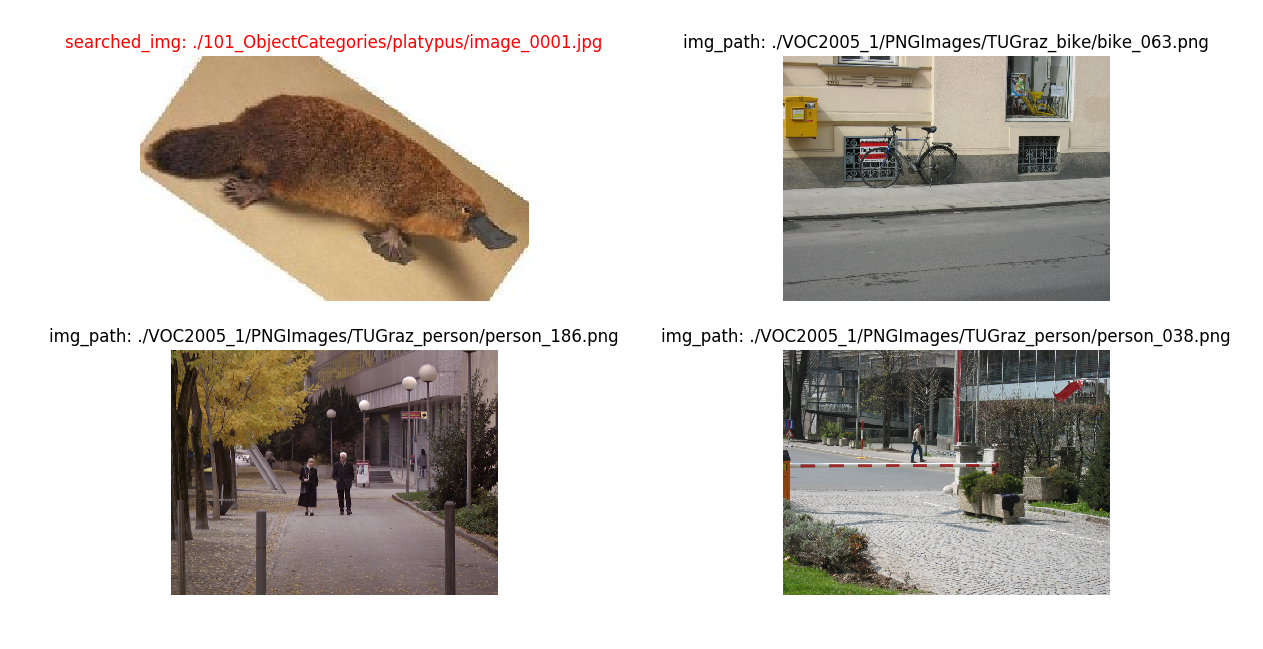 searched_img: ./101_ObjectCategories/platypus/image_0001.jpg
img_path: ./VOC2005_1/PNGImages/TUGraz_bike/bike_063.png
img_path: ./VOC2005_1/PNGImages/TUGraz_person/person_186.png
img_path: ./VOC2005_1/PNGImages/TUGraz_person/person_038.png